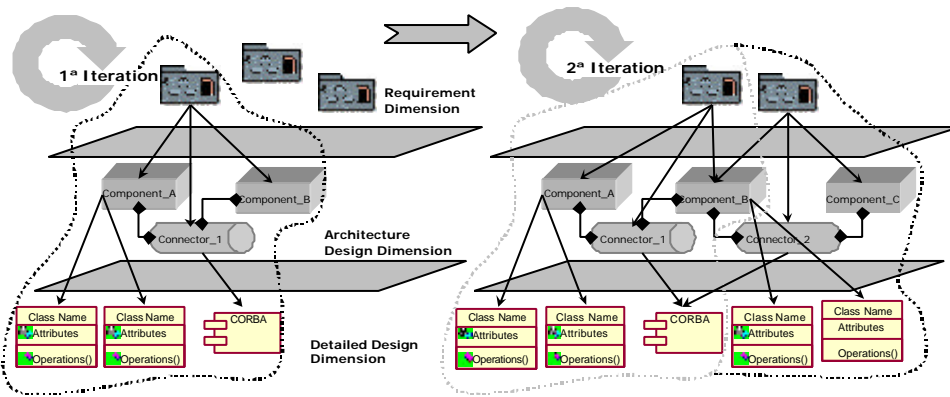 1ª Iteration
Requirement
Dimension
Component_A
Component_B
Connector_1
Architecture
Design Dimension
Class Name
Attributes
Operations()
Class Name
Attributes
Operations()
CORBA
Detailed Design
Dimension
2ª Iteration
Component_A
Component_B
Component_C
Connector_1
Connector_2
Class Name
Attributes
Operations()
Class Name
Attributes
Operations()
CORBA
Class Name
Attributes
Operations()
Class Name
Attributes
Operations()